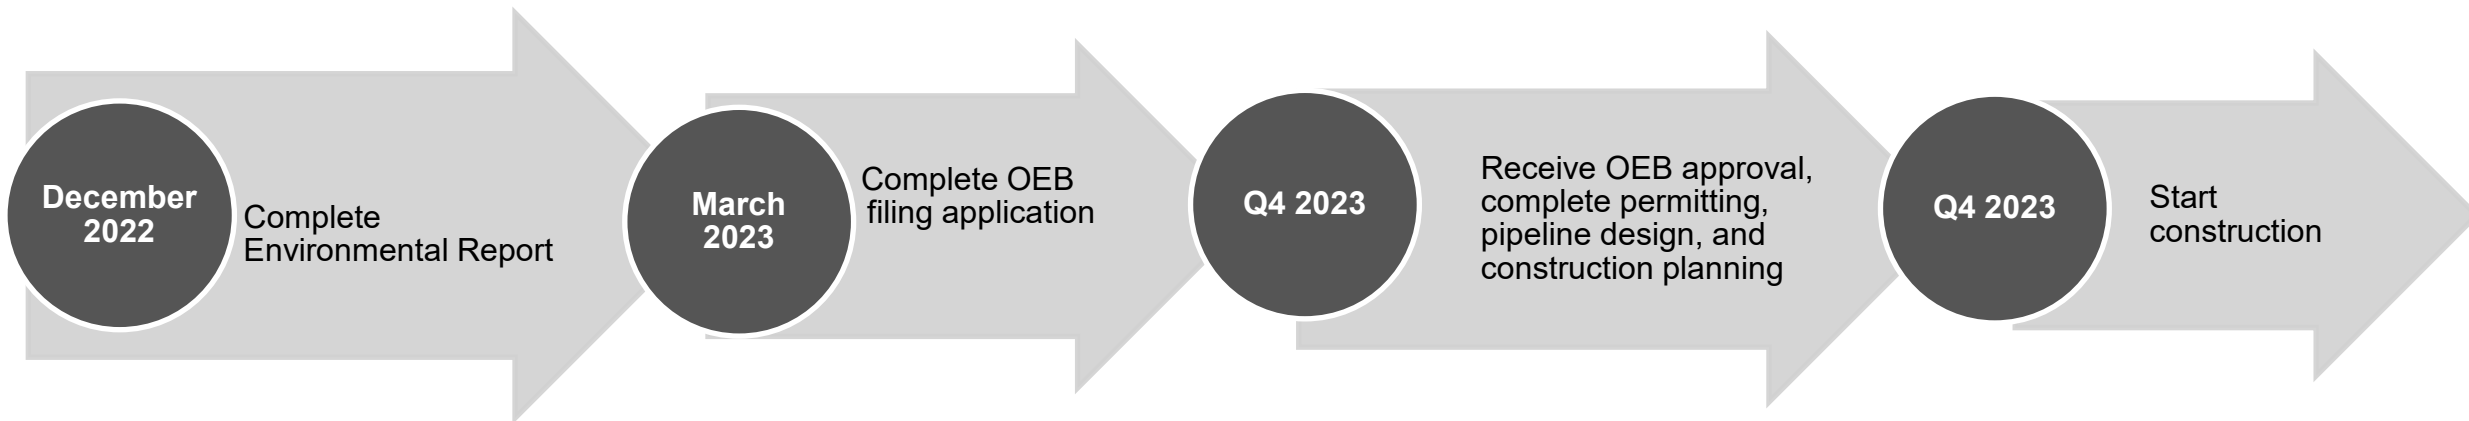 December
2022
Complete
Environmental Report
March
2023
Complete OEB
filing application
Q4 2023
Receive OEB approval,
complete permitting,
pipeline design, and
construction planning
Q4 2023
Start
construction